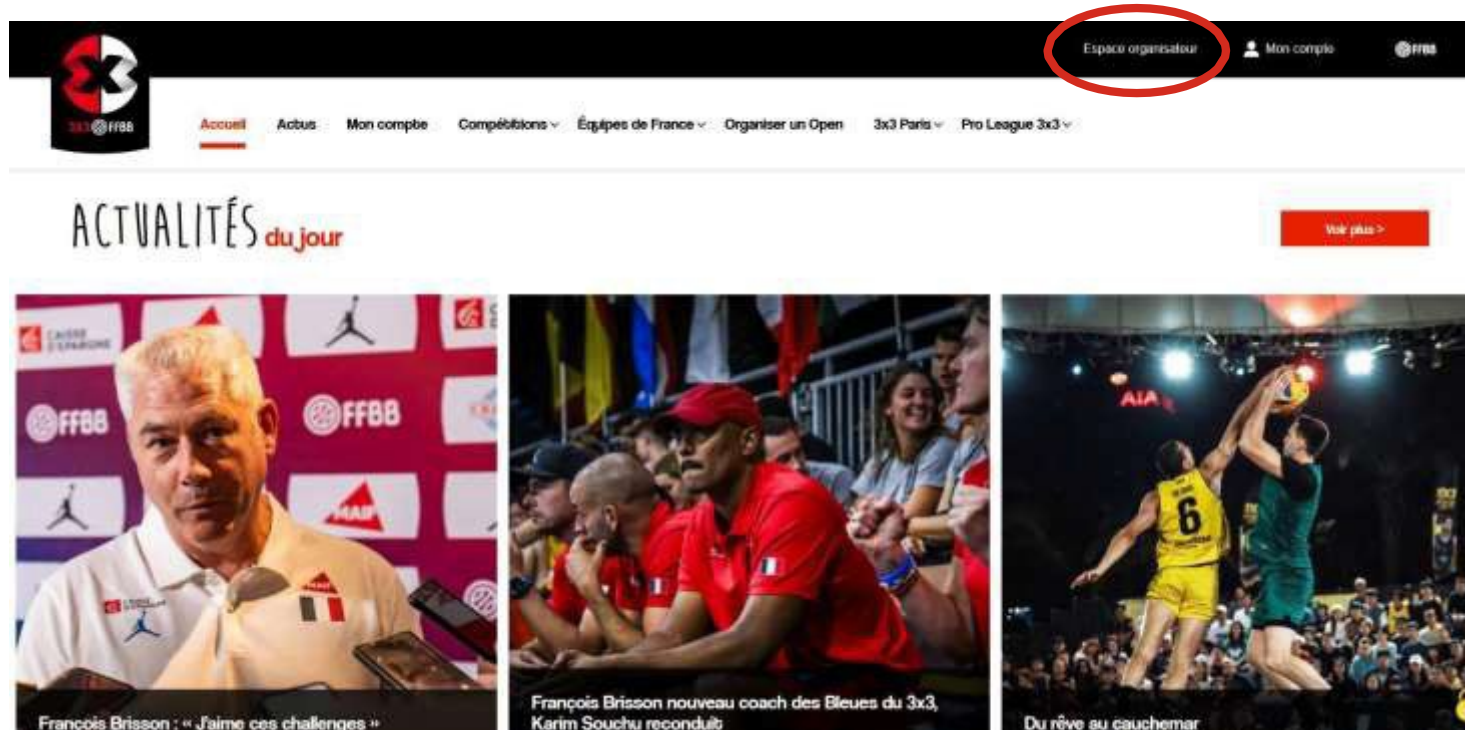 Espace organisateur
Mon compte
FFBB
3x3 FFBB
Accueil
Actus
Mon compte
Compétitions
Équipes de France
Organiser un Open
3x3 Paris
Pro League 3x3
ACTUALITÉS du jour
Voir plus >
CAISSE D'EPARGNE
FFBB
FFBB
MAIF
AIA
6
François Brisson : « J'aime ces challenges »
François Brisson nouveau coach des Bleues du 3x3,
Karim Souchu reconduit
Du rêve au cauchemar